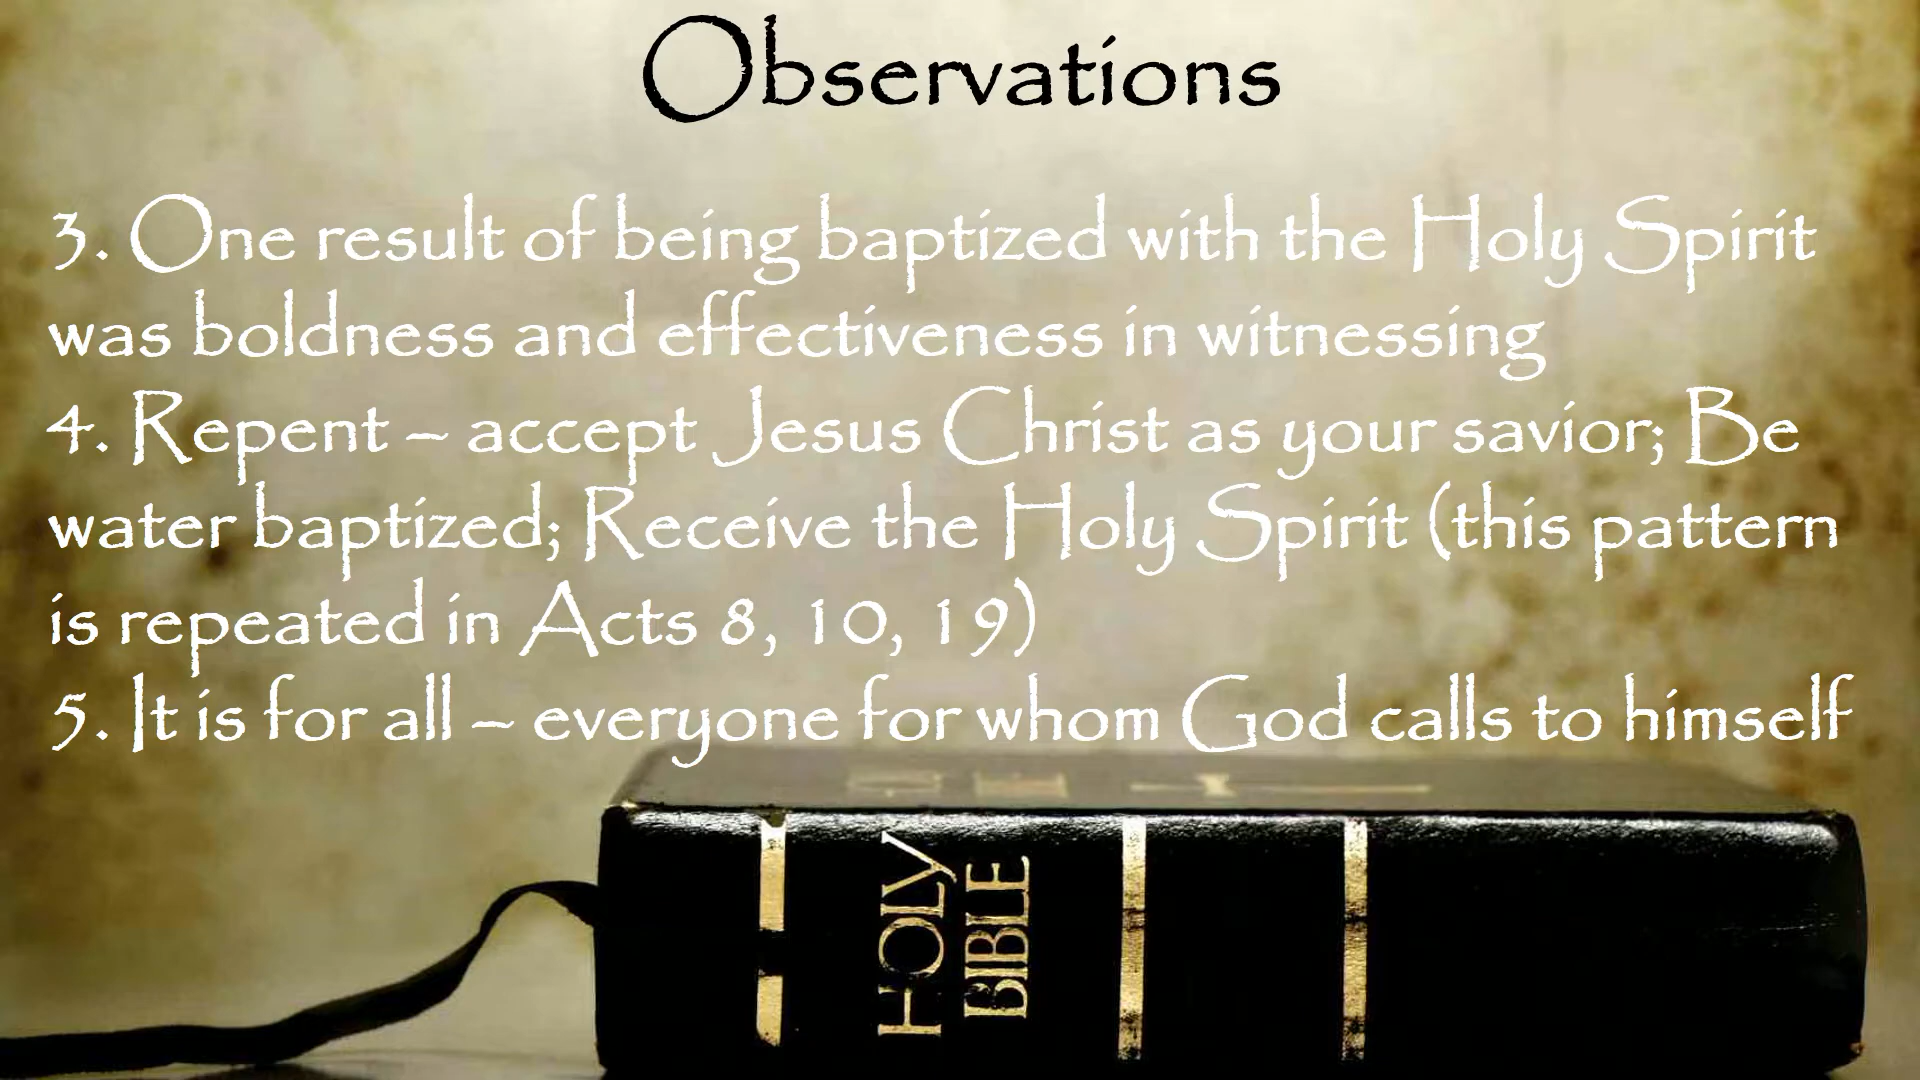 Observations
3. One result of being baptized with the Holy Spirit
was boldness and effectiveness in witnessing
4. Repent – accept Jesus Christ as your savior; Be
water baptized; Receive the Holy Spirit (this pattern
is repeated in Acts 8, 10, 19)
5. It is for all – everyone for whom God calls to himself
HOLY
BIBLE